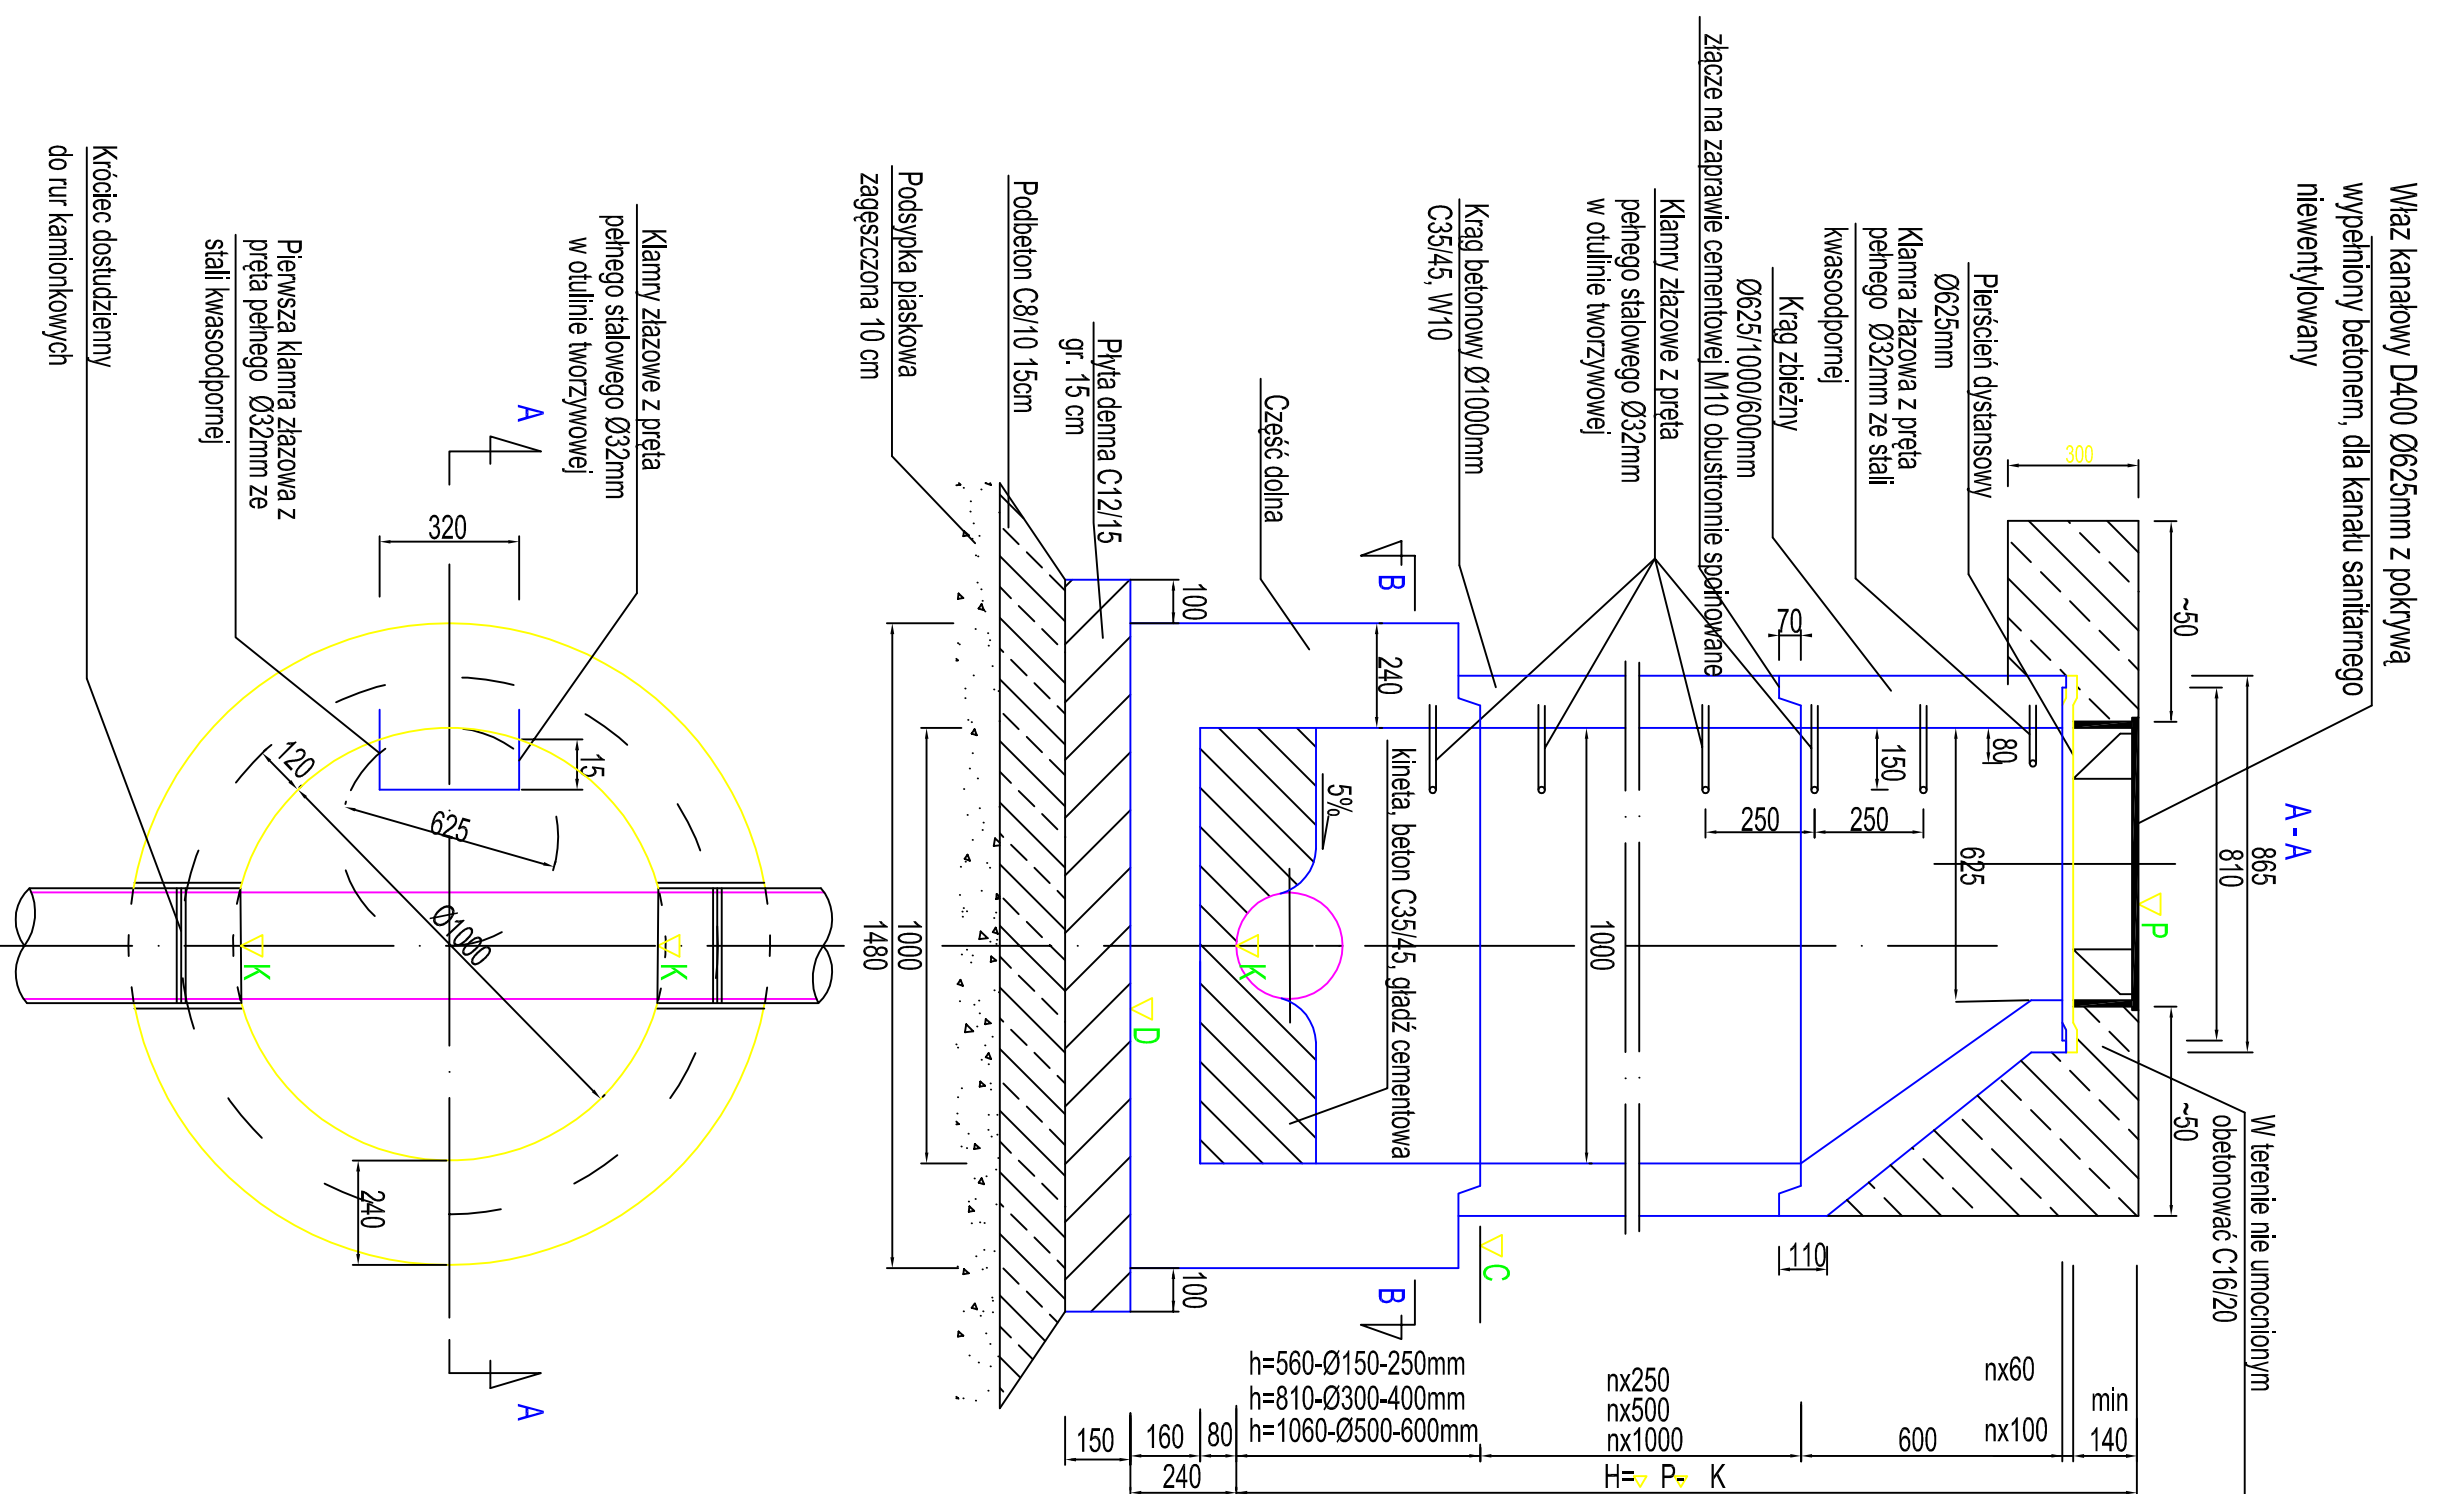 Właz kanałowy D400 Ø625mm z pokrywą
wypełniony betonem, dla kanału sanitarnego
niewentylowany
Pierścień dystansowy
Ø625mm
Klamra złazowa z pręta
pełnego Ø32mm ze stali
kwasoodpornej
Krąg zbieżny
Ø625/1000/600mm
złącze na zaprawie cementowej M10 obustronnie spoinowane
Klamry złazowe z pręta
pełnego stalowego Ø32mm
w otulinie tworzywowej
Krąg betonowy Ø1000mm
C35/45, W10
Część dolna
Płyta denna C12/15
gr. 15 cm
Podbeton C8/10 15cm
Podsypka piaskowa
zagęszczona 10 cm
A - A
865
810
~50
~50
300
P
W terenie nie umocnionym
obetonować C16/20
80
625
150
250
250
70
1000
110
B
B
240
C
5%
kineta, beton C35/45, gładź cementowa
K
D
100
100
1000
1480
min
140
nx60
nx100
600
nx250
nx500
nx1000
h=560-Ø150-250mm
h=810-Ø300-400mm
h=1060-Ø500-600mm
80
160
150
240
H= P- K
Klamry złazowe z pręta
pełnego stalowego Ø32mm
w otulinie tworzywowej
Pierwsza klamra złazowa z
pręta pełnego Ø32mm ze
stali kwasoodpornej
Króciec dostudzienny
do rur kamionkowych
A
A
320
15
120
625
Ø1000
K
K
240